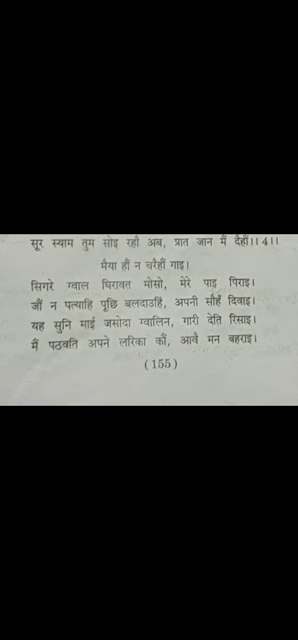 सूर स्याम तुम सोइ रहौ अब, प्रात जान मैं दैहौं।।4।।
मैया हौं न चरैहौं गाइ।
सिगरे ग्वाल घिरावत मोसो, मेरे पाइ पिराइ।
जौं न पत्याहि पूछि बलदाउहिं, अपनी सौंहँ दिवाइ।
यह सुनि माई जसोदा ग्वालिन, गारी देति रिसाइ।
मैं पठवति अपने लरिका कौं, आवै मन बहराइ।
(155)